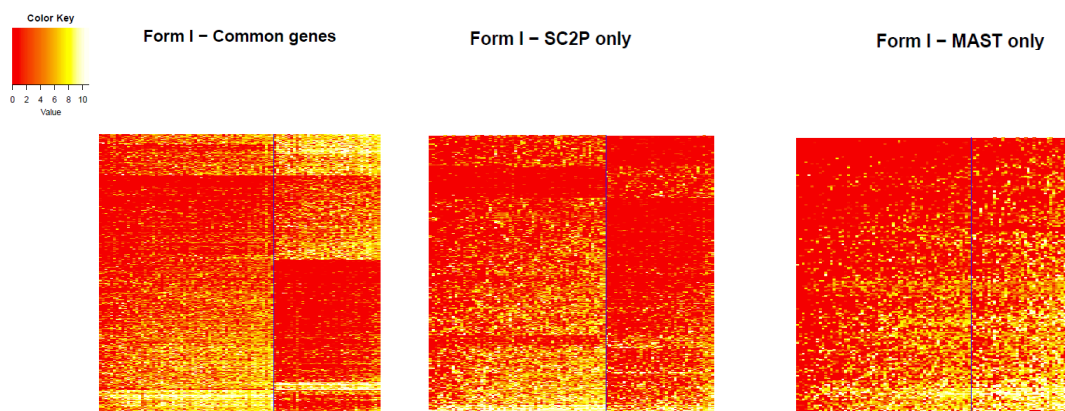 Color Key
0 2 4 6 8 10
Value
Form I − Common genes
Form I − SC2P only
Form I − MAST only